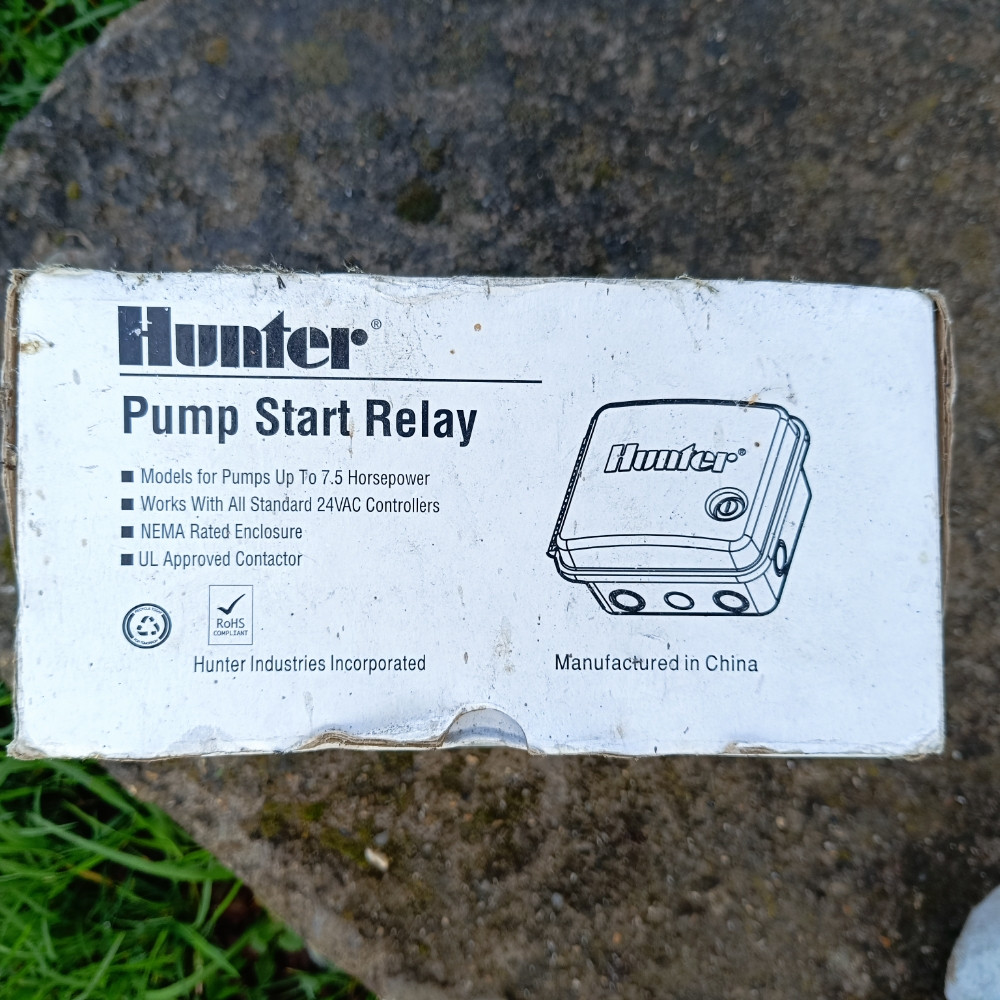 Hunter®
Pump Start Relay
■ Models for Pumps Up To 7.5 Horsepower
■ Works With All Standard 24VAC Controllers
■ NEMA Rated Enclosure
■ UL Approved Contactor
Hunter®
RoHS
COMPLIANT
Hunter Industries Incorporated
Manufactured in China